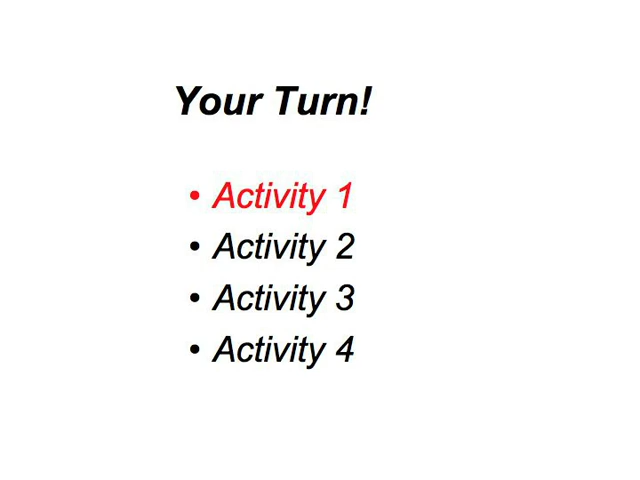 Your Turn!
• Activity 1
• Activity 2
• Activity 3
• Activity 4